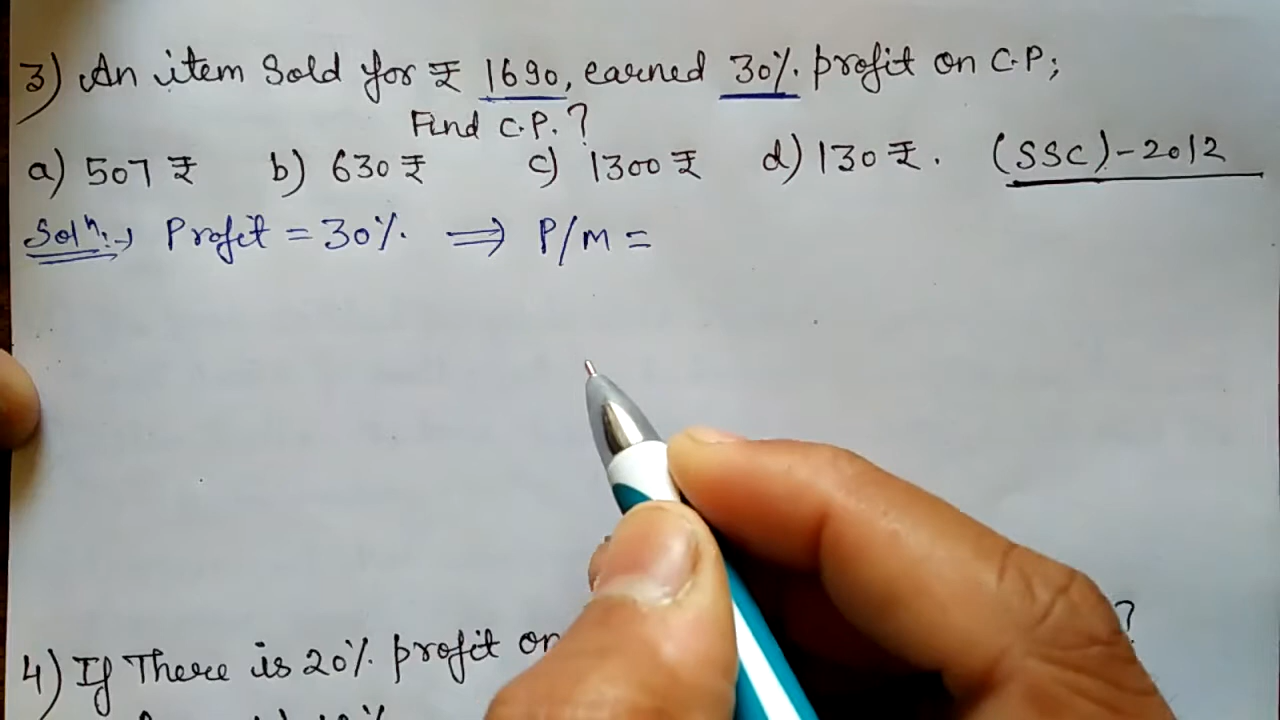 3) An item Sold for ₹ 1690, earned 30% profit on C.P;
Find C.P.?
a) 507 ₹ b) 630 ₹ c) 1300 ₹ d) 130 ₹. (SSC)-2012
Solⁿ:→ Profit = 30% ⟹ P/M =
4) If There is 20% profit on ?